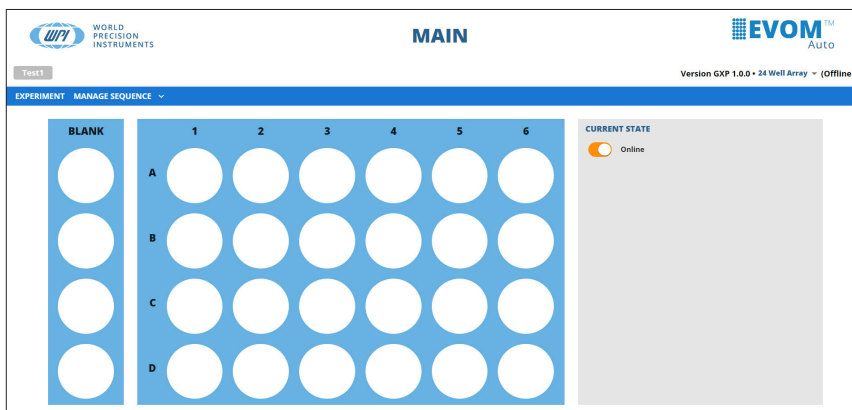 WPI
WORLD
PRECISION
INSTRUMENTS
MAIN
EVOM™
Auto
Test1
Version GXP 1.0.0 • 24 Well Array (Offline
EXPERIMENT MANAGE SEQUENCE
BLANK
1 2 3 4 5 6
A
B
C
D
CURRENT STATE
Online